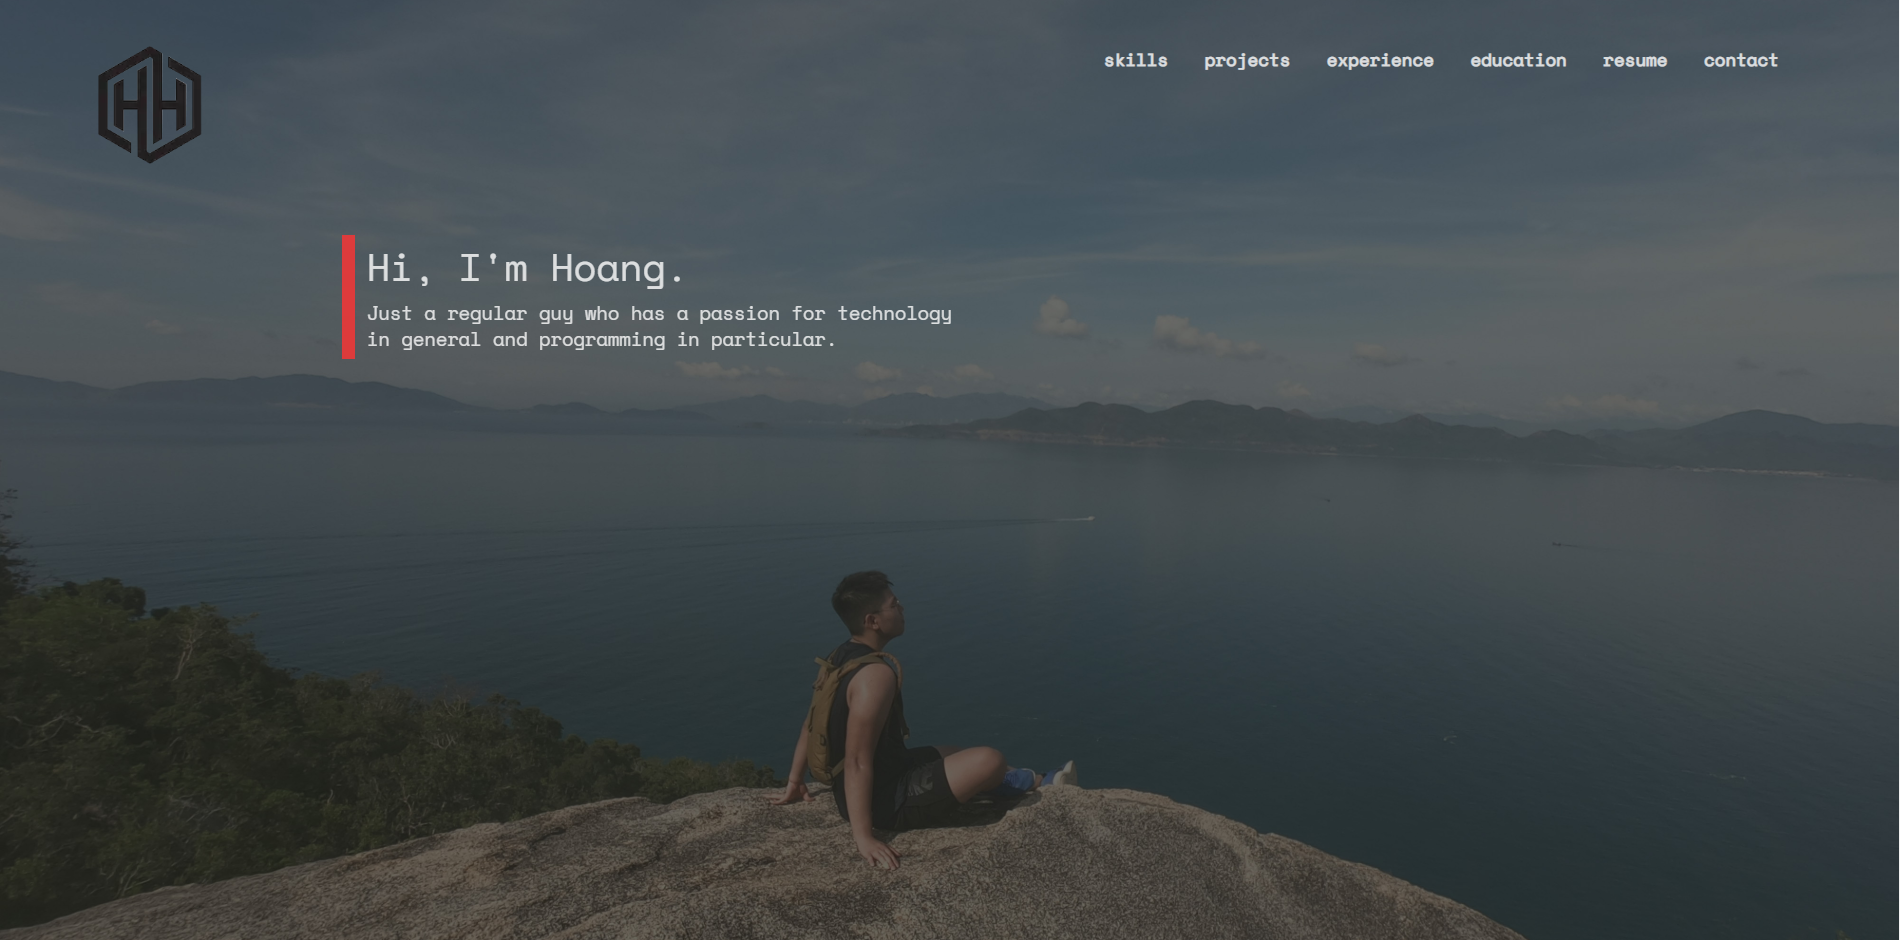 HH
skills projects experience education resume contact
Hi, I'm Hoang.
Just a regular guy who has a passion for technology
in general and programming in particular.